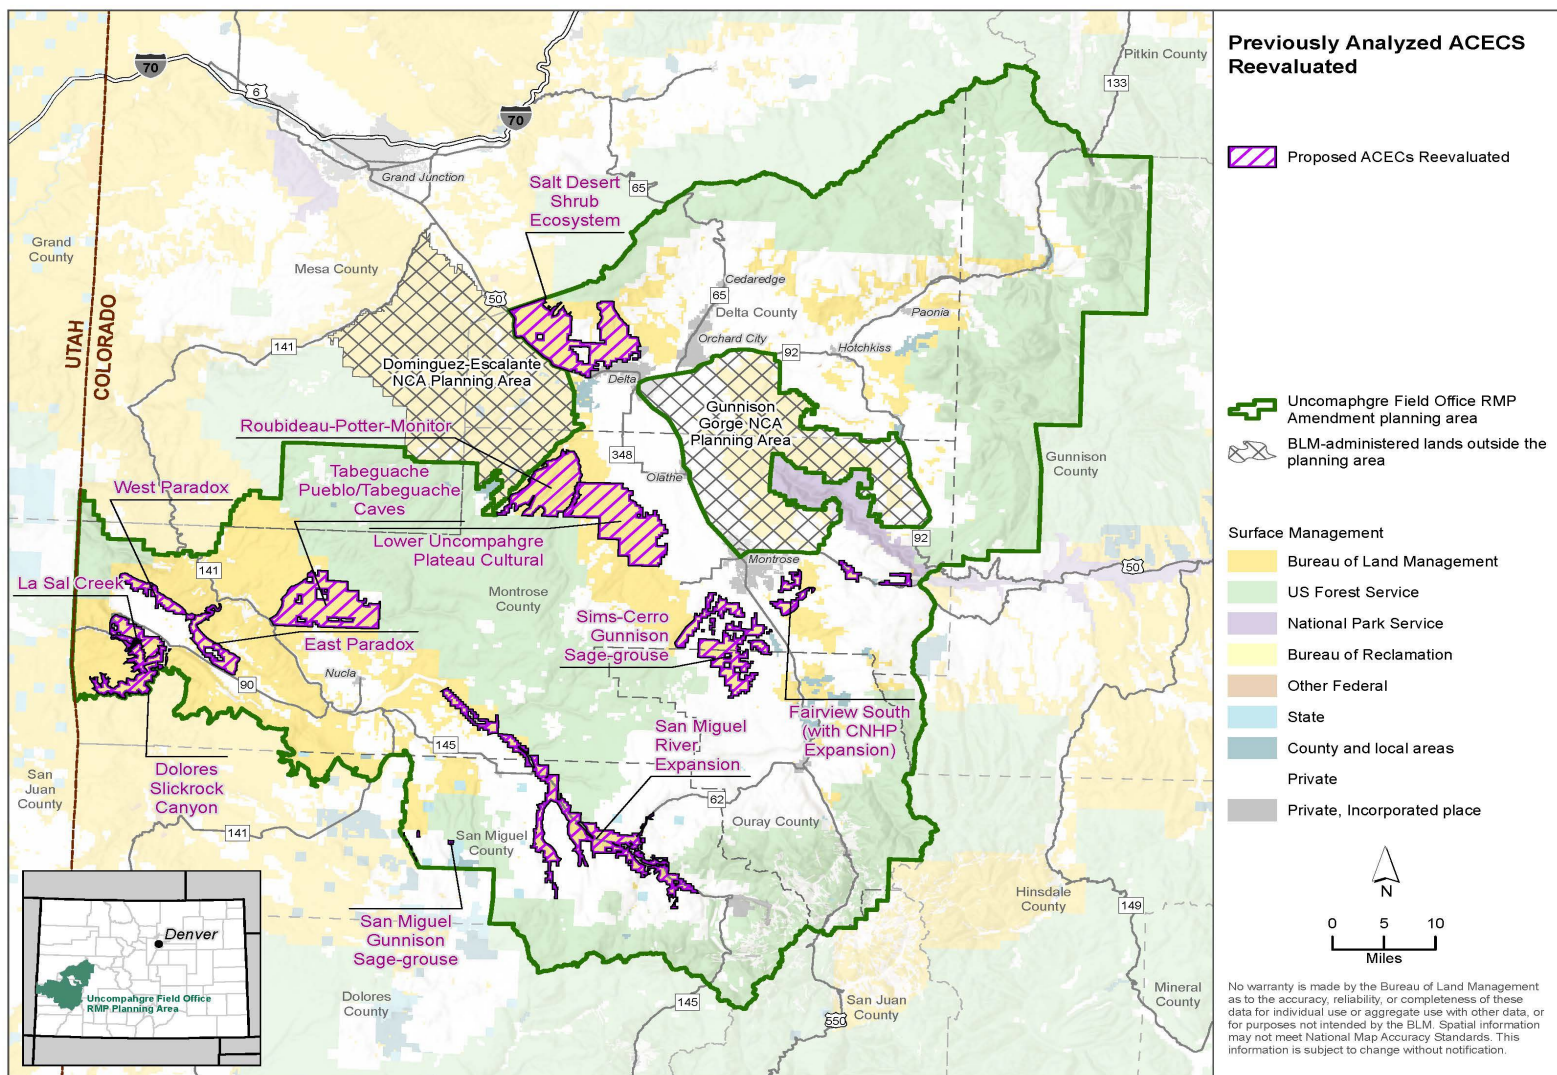 Previously Analyzed ACECS
Reevaluated
Proposed ACECs Reevaluated
Uncomaphgre Field Office RMP
Amendment planning area
BLM-administered lands outside the
planning area
Surface Management
Bureau of Land Management
US Forest Service
National Park Service
Bureau of Reclamation
Other Federal
State
County and local areas
Private
Private, Incorporated place
N
0 5 10
Miles
No warranty is made by the Bureau of Land Management
as to the accuracy, reliability, or completeness of these
data for individual use or aggregate use with other data, or
for purposes not intended by the BLM. Spatial information
may not meet National Map Accuracy Standards. This
information is subject to change without notification.
Pitkin County
70
6
133
70
Grand Junction
65
Salt Desert
Shrub
Ecosystem
Grand
County
Mesa County
UTAH
COLORADO
50
Cedaredge
65
Delta County
Paonia
Orchard City
141
92
Hotchkiss
Dominguez-Escalante
NCA Planning Area
Delta
Gunnison
Gorge NCA
Planning Area
Roubideau-Potter-Monitor
348
Olathe
Gunnison
County
Tabeguache
Pueblo/Tabeguache
Caves
West Paradox
Lower Uncompahgre
Plateau Cultural
92
50
Montrose
141
La Sal Creek
Montrose
County
Sims-Cerro
Gunnison
Sage-grouse
East Paradox
Nucla
90
Fairview South
(with CNHP
Expansion)
San Miguel
River
Expansion
145
Dolores
Slickrock
Canyon
San
Juan
County
62
Ouray County
141
San Miguel
County
Hinsdale
County
149
San Miguel
Gunnison
Sage-grouse
Dolores
County
145
550
San Juan
County
Mineral
County
Denver
Uncompahgre Field Office
RMP Planning Area